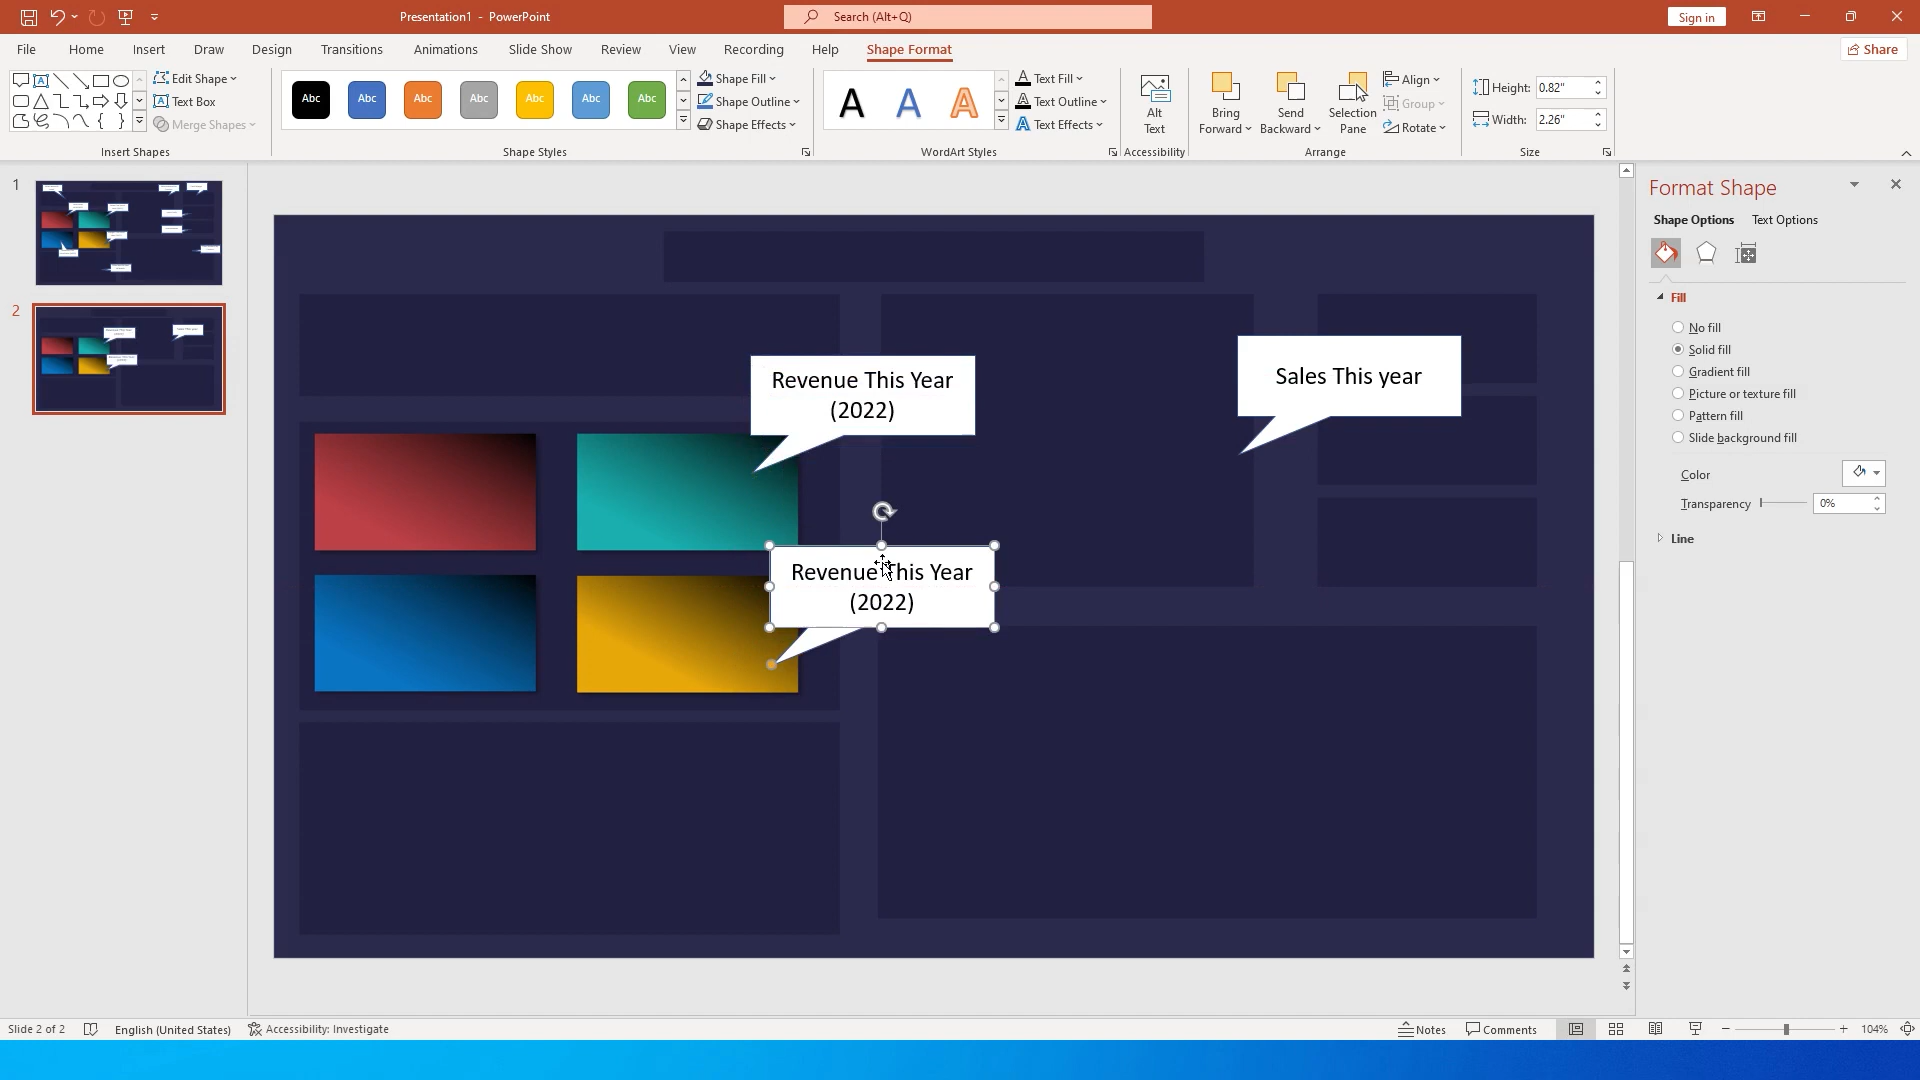 Presentation1 - PowerPoint
Search (Alt+Q)
Sign in
File Home Insert Draw Design Transitions Animations Slide Show Review View Recording Help Shape Format
Share
Edit Shape
Text Box
Merge Shapes
Insert Shapes
Abc Abc Abc Abc Abc Abc Abc
Shape Fill
Shape Outline
Shape Effects
Shape Styles
A A A
Text Fill
Text Outline
Text Effects
WordArt Styles
Alt
Text
Accessibility
Bring
Forward
Send
Backward
Selection
Pane
Align
Group
Rotate
Arrange
Height: 0.82"
Width: 2.26"
Size
1
2
Revenue This Year
(2022)
Sales This year
Revenue This Year
(2022)
Format Shape
Shape Options Text Options
Fill
No fill
Solid fill
Gradient fill
Picture or texture fill
Pattern fill
Slide background fill
Color
Transparency 0%
Line
Slide 2 of 2 English (United States) Accessibility: Investigate
Notes Comments 104%